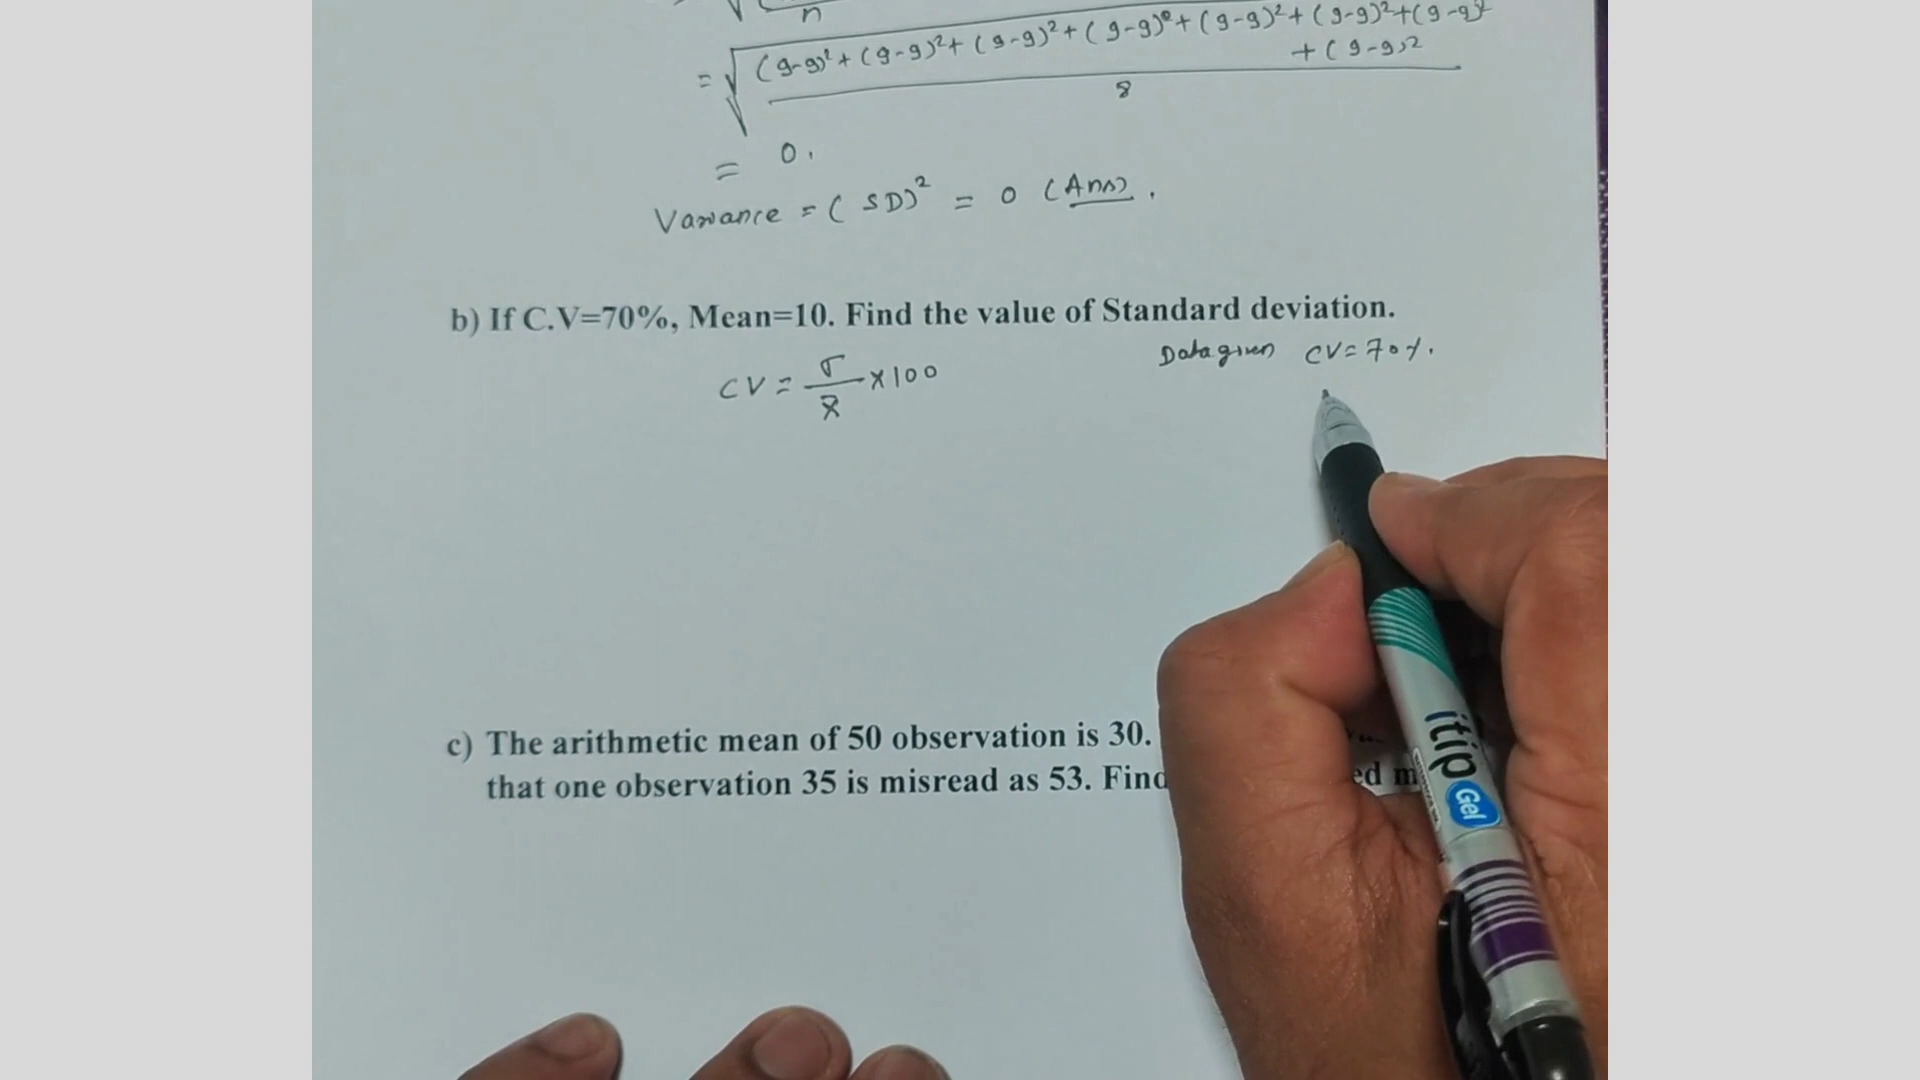 n
= √ (9-9)²+(9-9)²+(9-9)²+(9-9)²+(9-9)²+(9-9)²+(9-9)²
+(9-9)²
8
= 0.
Variance = (SD)² = 0 (Ans).
b) If C.V=70%, Mean=10. Find the value of Standard deviation.
Data given CV=70%.
CV = σ/x̄ ×100
c) The arithmetic mean of 50 observation is 30.
that one observation 35 is misread as 53. Find
itip
Gel